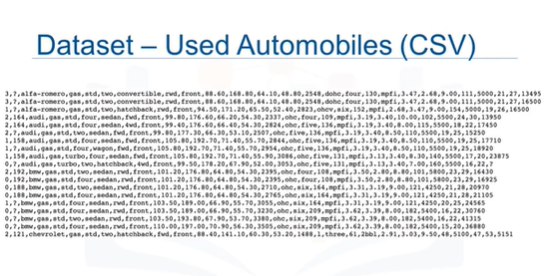 Dataset – Used Automobiles (CSV)
3,?,alfa-romero,gas,std,two,convertible,rwd,front,88.60,168.80,64.10,48.80,2548,dohc,four,130,mpfi,3.47,2.68,9.00,111,5000,21,27,13495
3,?,alfa-romero,gas,std,two,convertible,rwd,front,88.60,168.80,64.10,48.80,2548,dohc,four,130,mpfi,3.47,2.68,9.00,111,5000,21,27,16500
1,?,alfa-romero,gas,std,two,hatchback,rwd,front,94.50,171.20,65.50,52.40,2823,ohcv,six,152,mpfi,2.68,3.47,9.00,154,5000,19,26,16500
2,164,audi,gas,std,four,sedan,fwd,front,99.80,176.60,66.20,54.30,2337,ohc,four,109,mpfi,3.19,3.40,10.00,102,5500,24,30,13950
2,164,audi,gas,std,four,sedan,4wd,front,99.40,176.60,66.40,54.30,2824,ohc,five,136,mpfi,3.19,3.40,8.00,115,5500,18,22,17450
2,?,audi,gas,std,two,sedan,fwd,front,99.80,177.30,66.30,53.10,2507,ohc,five,136,mpfi,3.19,3.40,8.50,110,5500,19,25,15250
1,158,audi,gas,std,four,sedan,fwd,front,105.80,192.70,71.40,55.70,2844,ohc,five,136,mpfi,3.19,3.40,8.50,110,5500,19,25,17710
1,?,audi,gas,std,four,wagon,fwd,front,105.80,192.70,71.40,55.70,2954,ohc,five,136,mpfi,3.19,3.40,8.50,110,5500,19,25,18920
1,158,audi,gas,turbo,four,sedan,fwd,front,105.80,192.70,71.40,55.90,3086,ohc,five,131,mpfi,3.13,3.40,8.30,140,5500,17,20,23875
0,?,audi,gas,turbo,two,hatchback,4wd,front,99.50,178.20,67.90,52.00,3053,ohc,five,131,mpfi,3.13,3.40,7.00,160,5500,16,22,?
2,192,bmw,gas,std,two,sedan,rwd,front,101.20,176.80,64.80,54.30,2395,ohc,four,108,mpfi,3.50,2.80,8.80,101,5800,23,29,16430
0,192,bmw,gas,std,four,sedan,rwd,front,101.20,176.80,64.80,54.30,2395,ohc,four,108,mpfi,3.50,2.80,8.80,101,5800,23,29,16925
0,188,bmw,gas,std,two,sedan,rwd,front,101.20,176.80,64.80,54.30,2710,ohc,six,164,mpfi,3.31,3.19,9.00,121,4250,21,28,20970
0,188,bmw,gas,std,four,sedan,rwd,front,101.20,176.80,64.80,54.30,2765,ohc,six,164,mpfi,3.31,3.19,9.00,121,4250,21,28,21105
1,?,bmw,gas,std,four,sedan,rwd,front,103.50,189.00,66.90,55.70,3055,ohc,six,164,mpfi,3.31,3.19,9.00,121,4250,20,25,24565
0,?,bmw,gas,std,four,sedan,rwd,front,103.50,189.00,66.90,55.70,3230,ohc,six,209,mpfi,3.62,3.39,8.00,182,5400,16,22,30760
0,?,bmw,gas,std,two,sedan,rwd,front,103.50,193.80,67.90,53.70,3380,ohc,six,209,mpfi,3.62,3.39,8.00,182,5400,16,22,41315
0,?,bmw,gas,std,four,sedan,rwd,front,110.00,197.00,70.90,56.30,3505,ohc,six,209,mpfi,3.62,3.39,8.00,182,5400,15,20,36880
2,121,chevrolet,gas,std,two,hatchback,fwd,front,88.40,141.10,60.30,53.20,1488,l,three,61,2bbl,2.91,3.03,9.50,48,5100,47,53,5151